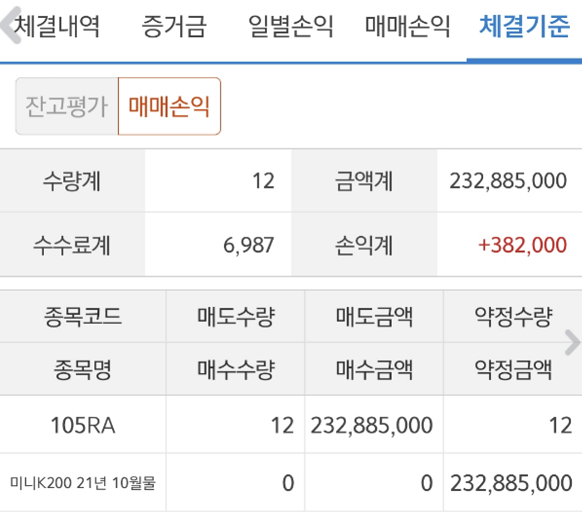 체결내역 증거금 일별손익 매매손익 체결기준
잔고평가 매매손익
수량계 12 금액계 232,885,000
수수료계 6,987 손익계 +382,000
종목코드 매도수량 매도금액 약정수량
종목명 매수수량 매수금액 약정금액
105RA 12 232,885,000 12
미니K200 21년 10월물 0 0 232,885,000